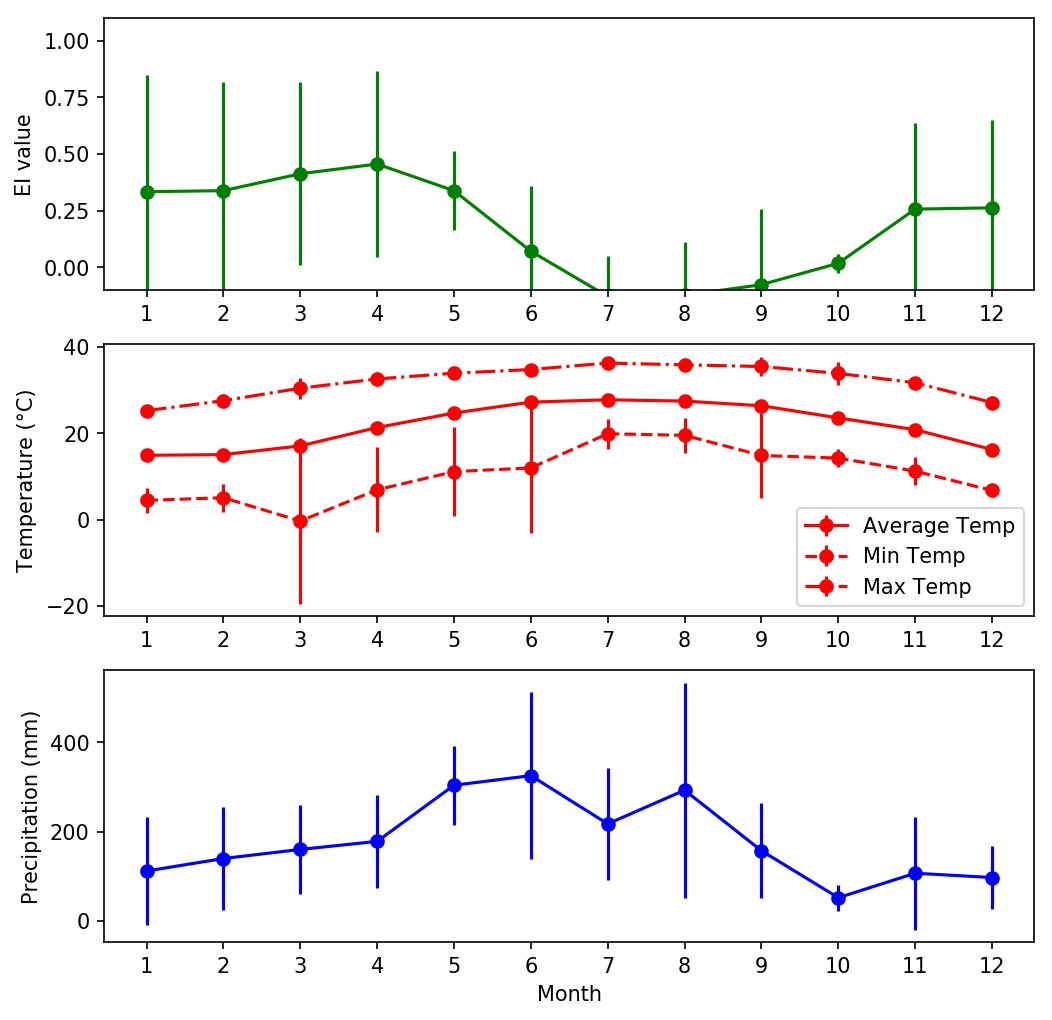 EI value
1.00
0.75
0.50
0.25
0.00
1 2 3 4 5 6 7 8 9 10 11 12
Temperature (°C)
40
20
0
−20
Average Temp
Min Temp
Max Temp
1 2 3 4 5 6 7 8 9 10 11 12
Precipitation (mm)
400
200
0
1 2 3 4 5 6 7 8 9 10 11 12
Month